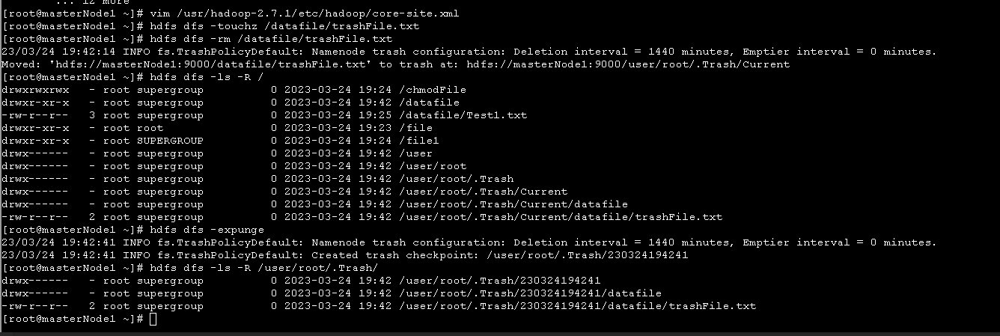 ... 12 more
[root@masterNode1 ~]# vim /usr/hadoop-2.7.1/etc/hadoop/core-site.xml
[root@masterNode1 ~]# hdfs dfs -touchz /datafile/trashFile.txt
[root@masterNode1 ~]# hdfs dfs -rm /datafile/trashFile.txt
23/03/24 19:42:14 INFO fs.TrashPolicyDefault: Namenode trash configuration: Deletion interval = 1440 minutes, Emptier interval = 0 minutes.
Moved: 'hdfs://masterNode1:9000/datafile/trashFile.txt' to trash at: hdfs://masterNode1:9000/user/root/.Trash/Current
[root@masterNode1 ~]# hdfs dfs -ls -R /
drwxrwxrwx   - root supergroup          0 2023-03-24 19:24 /chmodFile
drwxr-xr-x   - root supergroup          0 2023-03-24 19:42 /datafile
-rw-r--r--   3 root supergroup          0 2023-03-24 19:25 /datafile/Test1.txt
drwxr-xr-x   - root root                0 2023-03-24 19:23 /file
drwxr-xr-x   - root SUPERGROUP          0 2023-03-24 19:24 /file1
drwx------   - root supergroup          0 2023-03-24 19:42 /user
drwx------   - root supergroup          0 2023-03-24 19:42 /user/root
drwx------   - root supergroup          0 2023-03-24 19:42 /user/root/.Trash
drwx------   - root supergroup          0 2023-03-24 19:42 /user/root/.Trash/Current
drwx------   - root supergroup          0 2023-03-24 19:42 /user/root/.Trash/Current/datafile
-rw-r--r--   2 root supergroup          0 2023-03-24 19:42 /user/root/.Trash/Current/datafile/trashFile.txt
[root@masterNode1 ~]# hdfs dfs -expunge
23/03/24 19:42:41 INFO fs.TrashPolicyDefault: Namenode trash configuration: Deletion interval = 1440 minutes, Emptier interval = 0 minutes.
23/03/24 19:42:41 INFO fs.TrashPolicyDefault: Created trash checkpoint: /user/root/.Trash/230324194241
[root@masterNode1 ~]# hdfs dfs -ls -R /user/root/.Trash/
drwx------   - root supergroup          0 2023-03-24 19:42 /user/root/.Trash/230324194241
drwx------   - root supergroup          0 2023-03-24 19:42 /user/root/.Trash/230324194241/datafile
-rw-r--r--   2 root supergroup          0 2023-03-24 19:42 /user/root/.Trash/230324194241/datafile/trashFile.txt
[root@masterNode1 ~]#